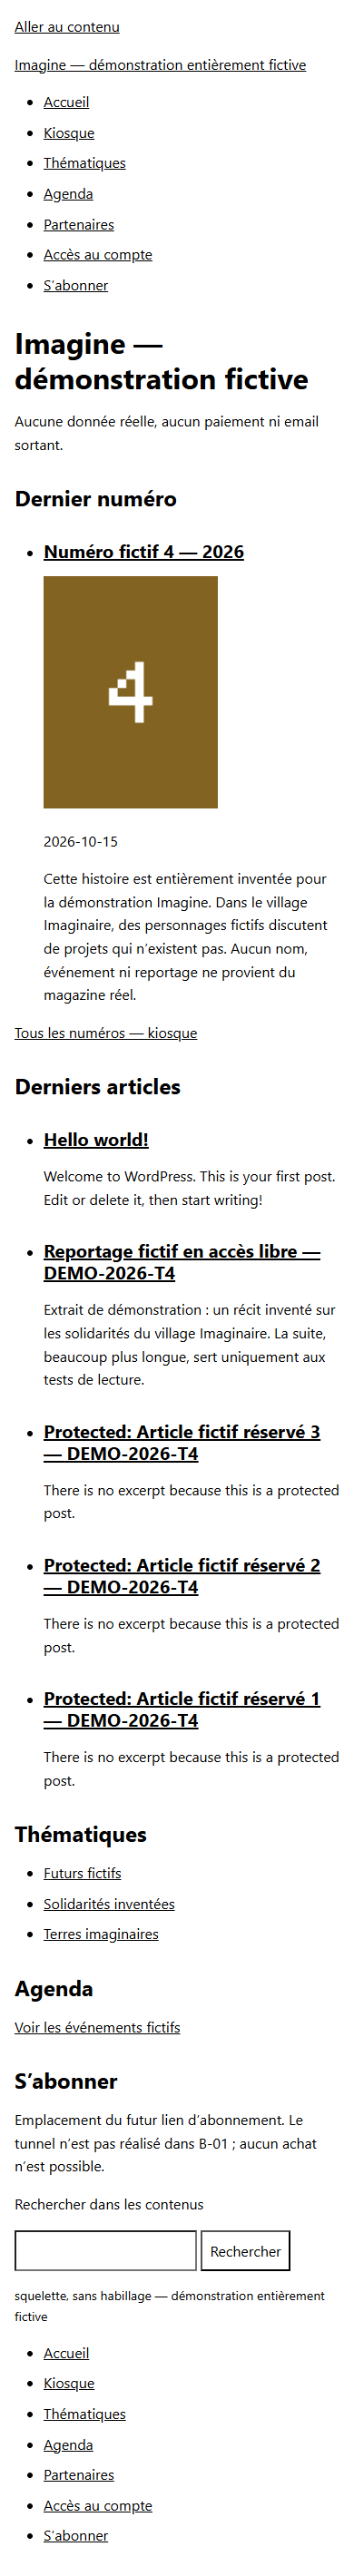 Aller au contenu
Imagine — démonstration entièrement fictive
Accueil
Kiosque
Thématiques
Agenda
Partenaires
Accès au compte
S’abonner
Imagine —
démonstration fictive
Aucune donnée réelle, aucun paiement ni email
sortant.
Dernier numéro
Numéro fictif 4 — 2026
4
2026-10-15
Cette histoire est entièrement inventée pour
la démonstration Imagine. Dans le village
Imaginaire, des personnages fictifs discutent
de projets qui n’existent pas. Aucun nom,
événement ni reportage ne provient du
magazine réel.
Tous les numéros — kiosque
Derniers articles
Hello world!
Welcome to WordPress. This is your first post.
Edit or delete it, then start writing!
Reportage fictif en accès libre —
DEMO-2026-T4
Extrait de démonstration : un récit inventé sur
les solidarités du village Imaginaire. La suite,
beaucoup plus longue, sert uniquement aux
tests de lecture.
Protected: Article fictif réservé 3
— DEMO-2026-T4
There is no excerpt because this is a protected
post.
Protected: Article fictif réservé 2
— DEMO-2026-T4
There is no excerpt because this is a protected
post.
Protected: Article fictif réservé 1
— DEMO-2026-T4
There is no excerpt because this is a protected
post.
Thématiques
Futurs fictifs
Solidarités inventées
Terres imaginaires
Agenda
Voir les événements fictifs
S’abonner
Emplacement du futur lien d’abonnement. Le
tunnel n’est pas réalisé dans B-01 ; aucun achat
n’est possible.
Rechercher dans les contenus
Rechercher
squelette, sans habillage — démonstration entièrement
fictive
Accueil
Kiosque
Thématiques
Agenda
Partenaires
Accès au compte
S’abonner